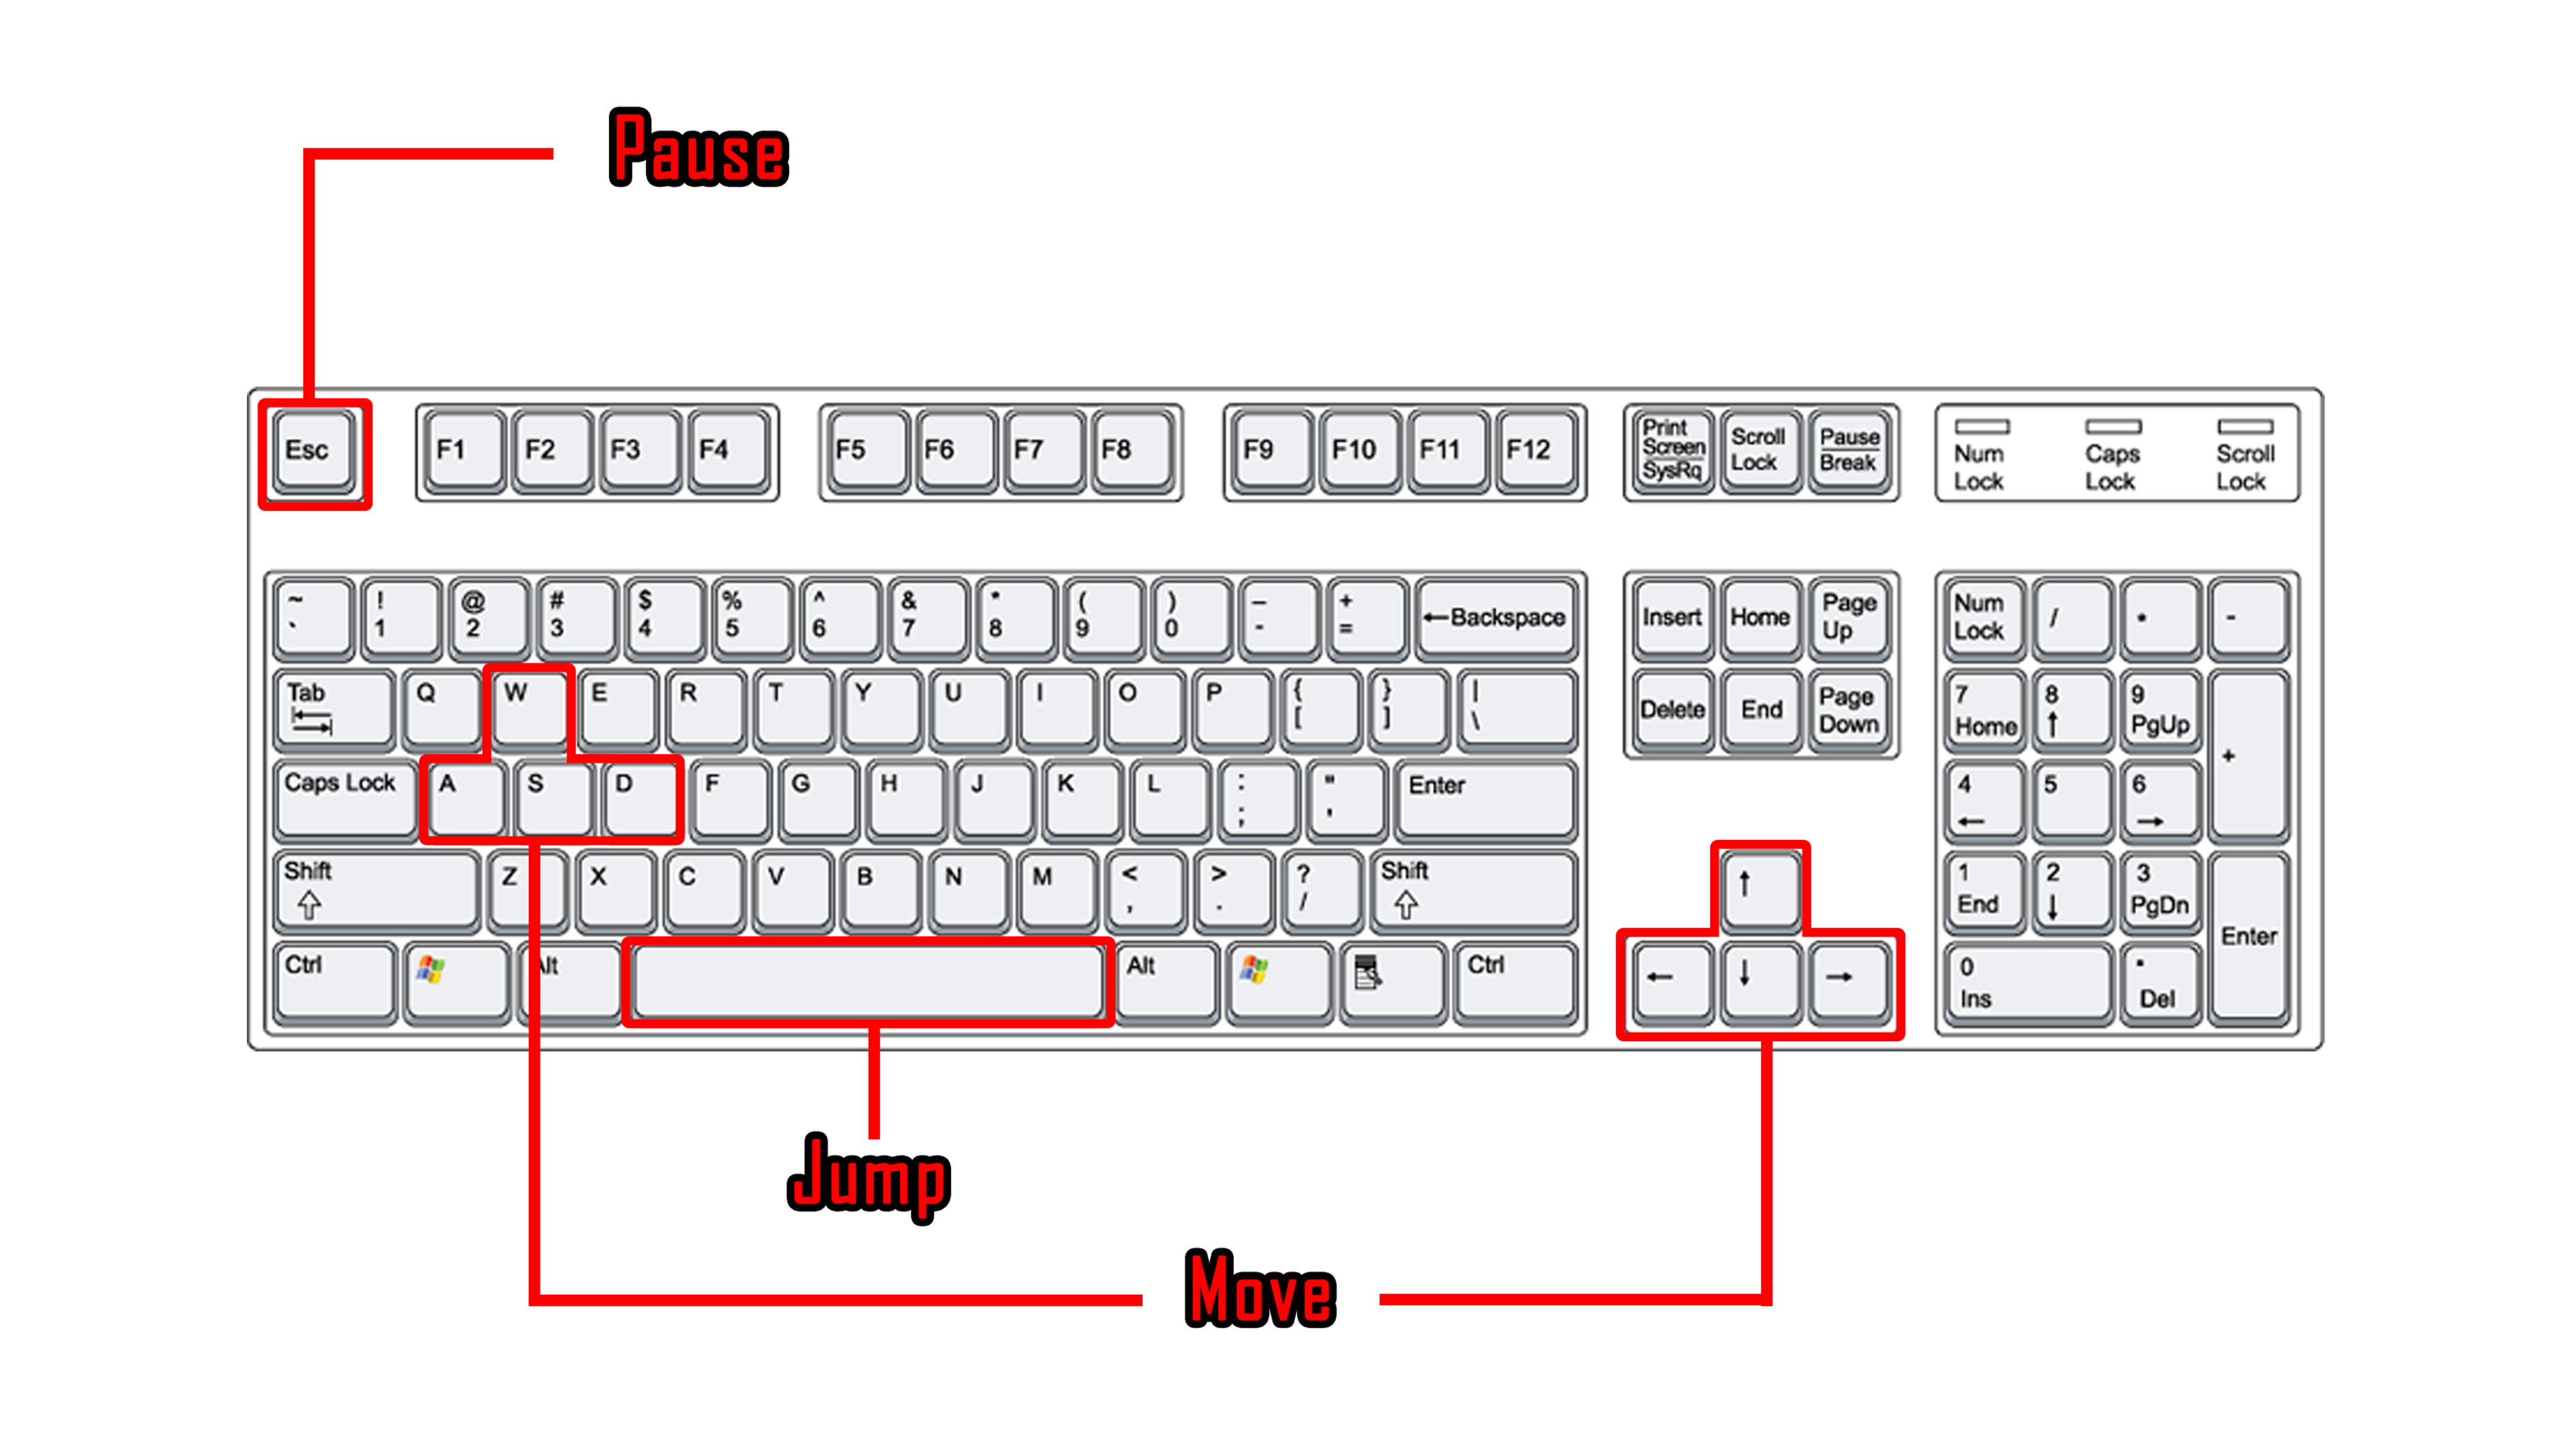 Pause
Esc F1 F2 F3 F4 F5 F6 F7 F8 F9 F10 F11 F12 Print Screen SysRq Scroll Lock Pause Break Num Lock Caps Lock Scroll Lock
~ ` ! 1 @ 2 # 3 $ 4 % 5 ^ 6 & 7 * 8 ( 9 ) 0 – - + = ←Backspace Insert Home Page Up Num Lock / * -
Tab Q W E R T Y U I O P { [ } ] | \ Delete End Page Down 7 Home 8 ↑ 9 PgUp +
Caps Lock A S D F G H J K L : ; " ' Enter 4 ← 5 6 →
Shift Z X C V B N M < , > . ? / Shift ↑ 1 End 2 ↓ 3 PgDn Enter
Ctrl Alt Alt Ctrl ← ↓ → 0 Ins . Del
Jump
Move